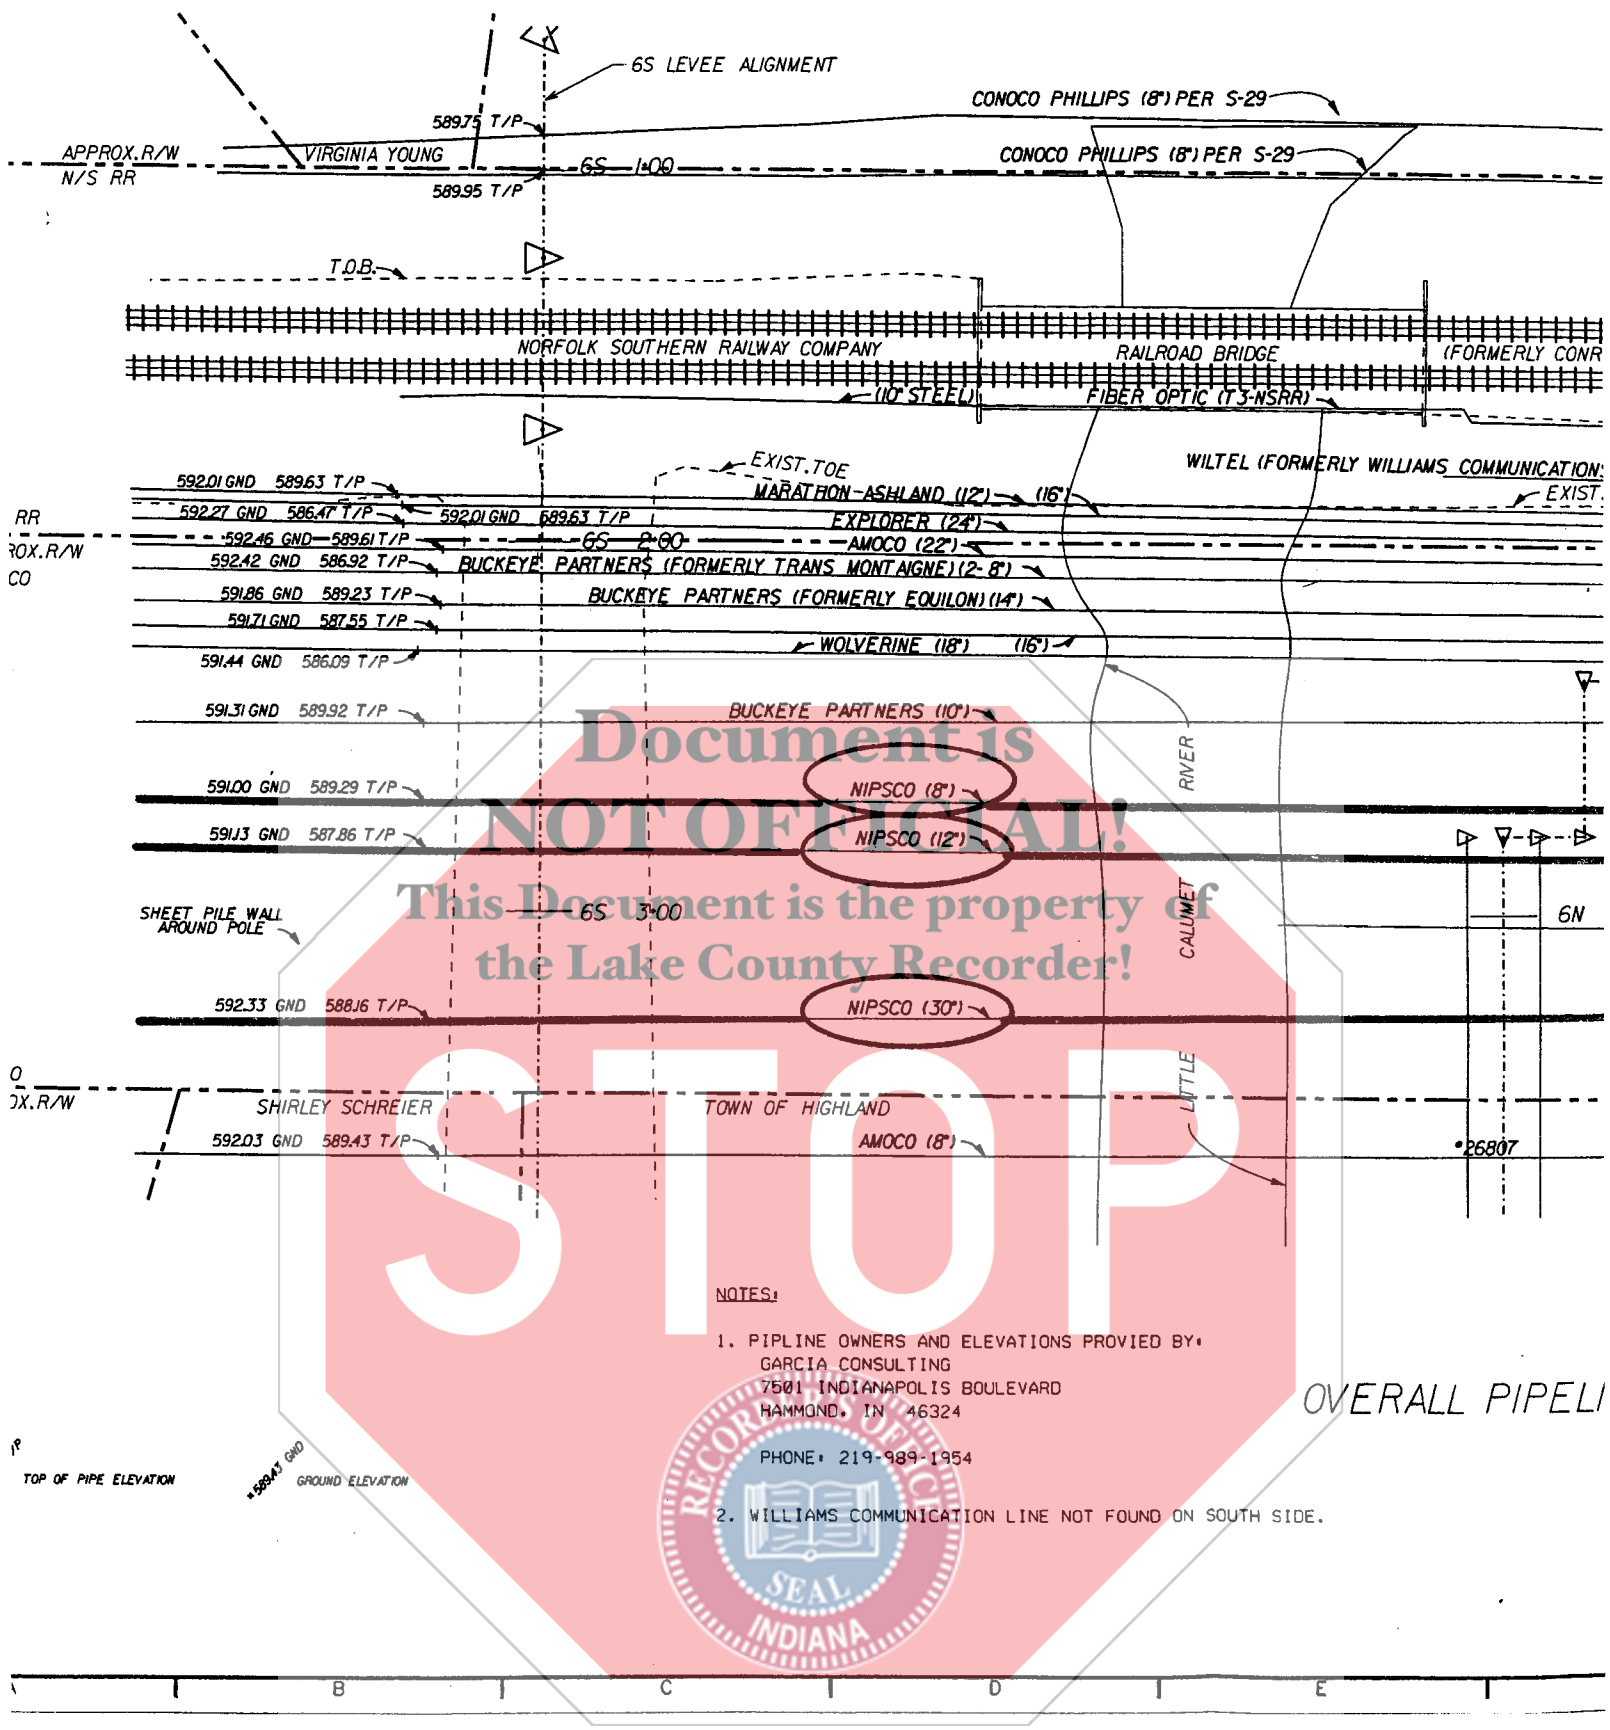 6S LEVEE ALIGNMENT
CONOCO PHILLIPS (8") PER S-29
589.75 T/P
APPROX. R/W
VIRGINIA YOUNG
CONOCO PHILLIPS (8") PER S-29
6S 1+00
N/S RR
589.95 T/P
T.O.B.
NORFOLK SOUTHERN RAILWAY COMPANY
RAILROAD BRIDGE
(FORMERLY CONR
(10" STEEL)
FIBER OPTIC (T3-NSRR)
EXIST. TOE
WILTEL (FORMERLY WILLIAMS COMMUNICATION
592.01 GND 589.63 T/P
MARATHON-ASHLAND (12") (16")
EXIST.
RR
592.27 GND 586.47 T/P
592.01 GND 589.63 T/P
EXPLORER (24")
592.46 GND 589.61 T/P
6S 2+00
AMOCO (22")
ROX. R/W
592.42 GND 586.92 T/P
BUCKEYE PARTNERS (FORMERLY TRANS MONTAIGNE) (2-8")
CO
591.86 GND 589.23 T/P
BUCKEYE PARTNERS (FORMERLY EQUILON) (14")
591.71 GND 587.55 T/P
WOLVERINE (18") (16")
591.44 GND 586.09 T/P
591.31 GND 589.92 T/P
BUCKEYE PARTNERS (10")
Document is
591.00 GND 589.29 T/P
NIPSCO (8")
NOT OFFICIAL!
591.13 GND 587.86 T/P
NIPSCO (12")
This Document is the property of
SHEET PILE WALL
AROUND POLE
6S 3+00
6N
the Lake County Recorder!
592.33 GND 588.16 T/P
NIPSCO (30")
LITTLE CALUMET RIVER
STOP
O
OX. R/W
SHIRLEY SCHREIER
TOWN OF HIGHLAND
592.03 GND 589.43 T/P
AMOCO (8")
*26807
NOTES:
1. PIPLINE OWNERS AND ELEVATIONS PROVIED BY:
GARCIA CONSULTING
7501 INDIANAPOLIS BOULEVARD
HAMMOND, IN 46324
PHONE: 219-989-1954
OVERALL PIPELI
TOP OF PIPE ELEVATION
*589.43 GND
GROUND ELEVATION
2. WILLIAMS COMMUNICATION LINE NOT FOUND ON SOUTH SIDE.
RECORDER'S OFFICE
SEAL
INDIANA
B
C
D
E